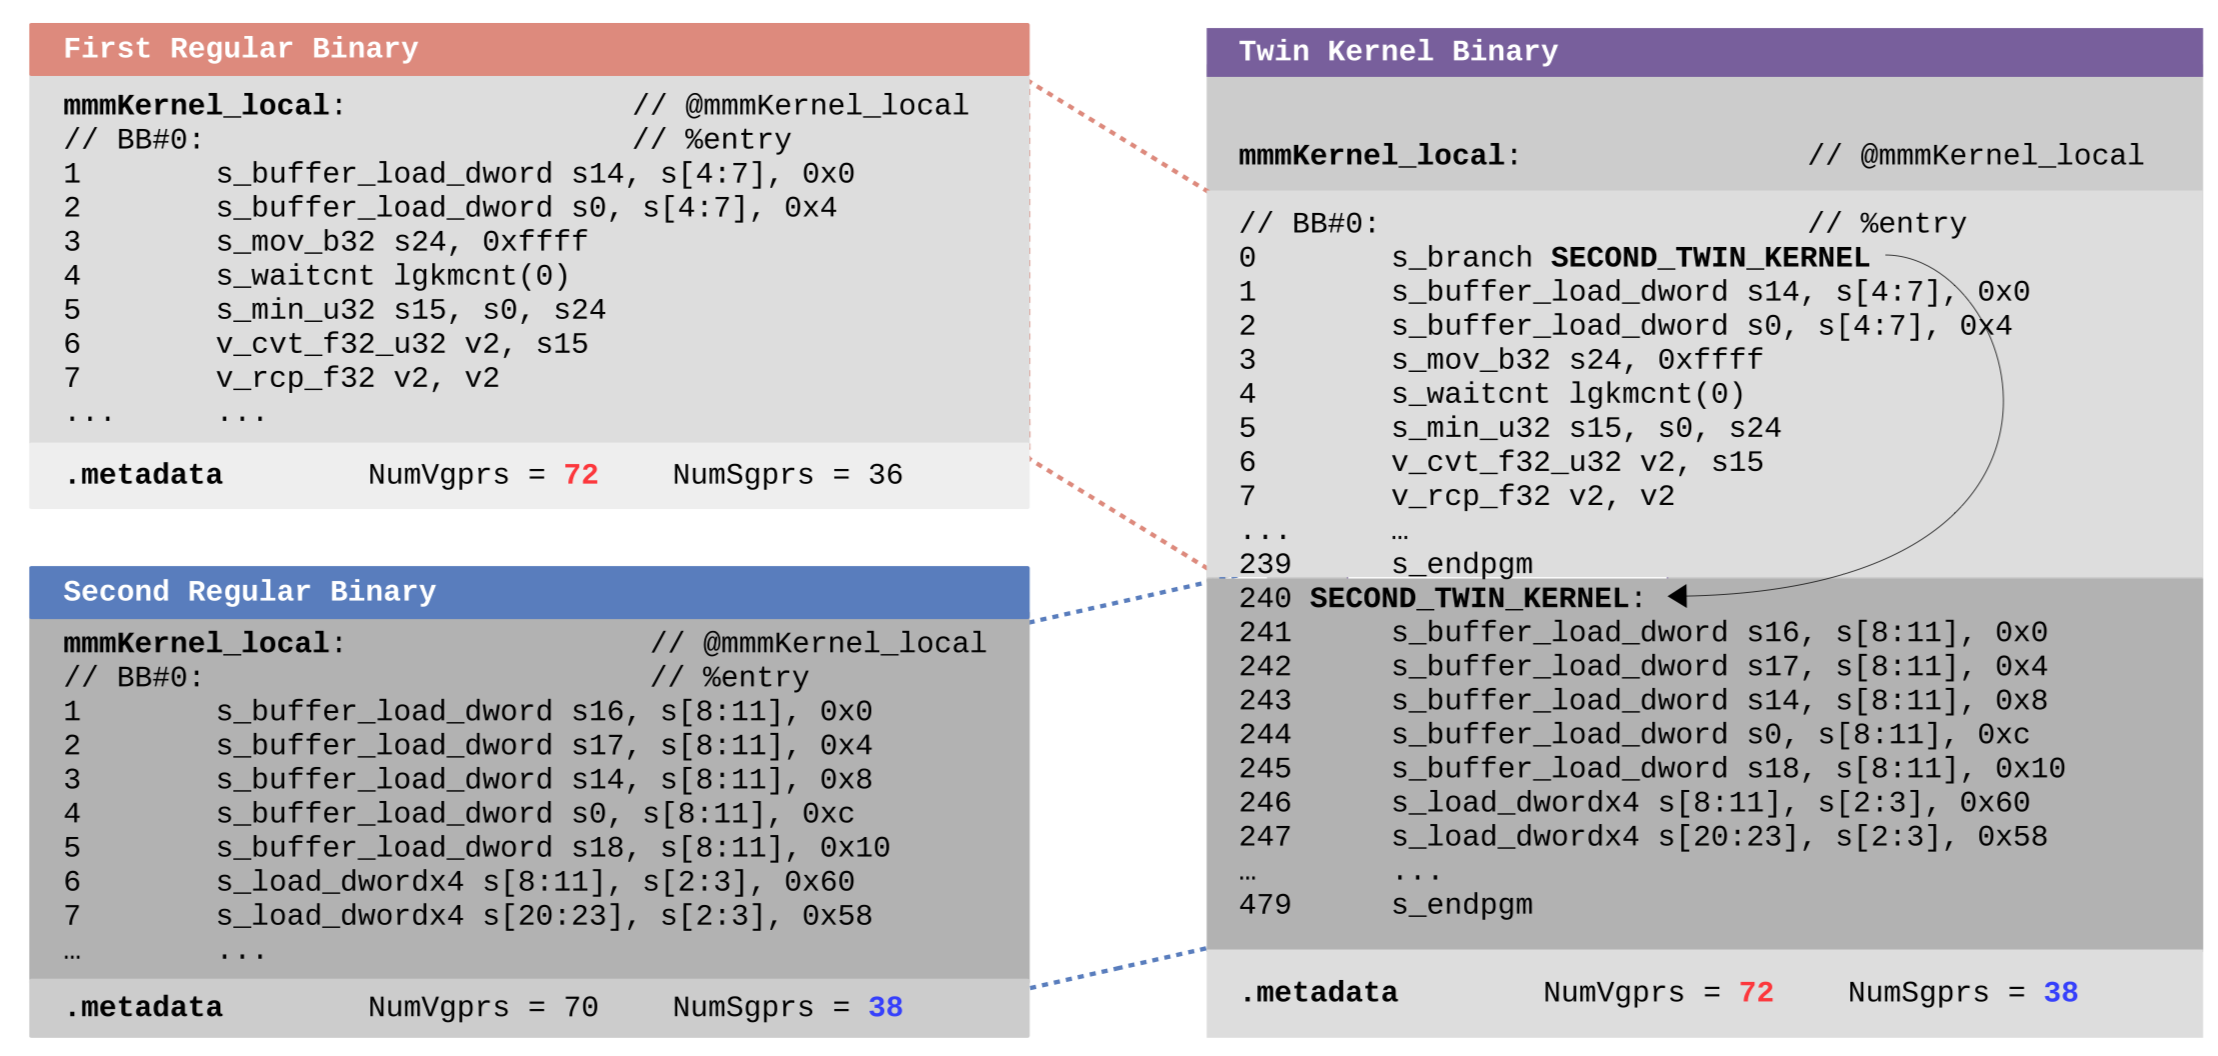 First Regular Binary
mmmKernel_local: // @mmmKernel_local
// BB#0: // %entry
1 s_buffer_load_dword s14, s[4:7], 0x0
2 s_buffer_load_dword s0, s[4:7], 0x4
3 s_mov_b32 s24, 0xffff
4 s_waitcnt lgkmcnt(0)
5 s_min_u32 s15, s0, s24
6 v_cvt_f32_u32 v2, s15
7 v_rcp_f32 v2, v2
... ...
.metadata NumVgprs = 72 NumSgprs = 36
Second Regular Binary
mmmKernel_local: // @mmmKernel_local
// BB#0: // %entry
1 s_buffer_load_dword s16, s[8:11], 0x0
2 s_buffer_load_dword s17, s[8:11], 0x4
3 s_buffer_load_dword s14, s[8:11], 0x8
4 s_buffer_load_dword s0, s[8:11], 0xc
5 s_buffer_load_dword s18, s[8:11], 0x10
6 s_load_dwordx4 s[8:11], s[2:3], 0x60
7 s_load_dwordx4 s[20:23], s[2:3], 0x58
… ...
.metadata NumVgprs = 70 NumSgprs = 38
Twin Kernel Binary
mmmKernel_local: // @mmmKernel_local
// BB#0: // %entry
0 s_branch SECOND_TWIN_KERNEL
1 s_buffer_load_dword s14, s[4:7], 0x0
2 s_buffer_load_dword s0, s[4:7], 0x4
3 s_mov_b32 s24, 0xffff
4 s_waitcnt lgkmcnt(0)
5 s_min_u32 s15, s0, s24
6 v_cvt_f32_u32 v2, s15
7 v_rcp_f32 v2, v2
... …
239 s_endpgm
240 SECOND_TWIN_KERNEL:
241 s_buffer_load_dword s16, s[8:11], 0x0
242 s_buffer_load_dword s17, s[8:11], 0x4
243 s_buffer_load_dword s14, s[8:11], 0x8
244 s_buffer_load_dword s0, s[8:11], 0xc
245 s_buffer_load_dword s18, s[8:11], 0x10
246 s_load_dwordx4 s[8:11], s[2:3], 0x60
247 s_load_dwordx4 s[20:23], s[2:3], 0x58
… ...
479 s_endpgm
.metadata NumVgprs = 72 NumSgprs = 38